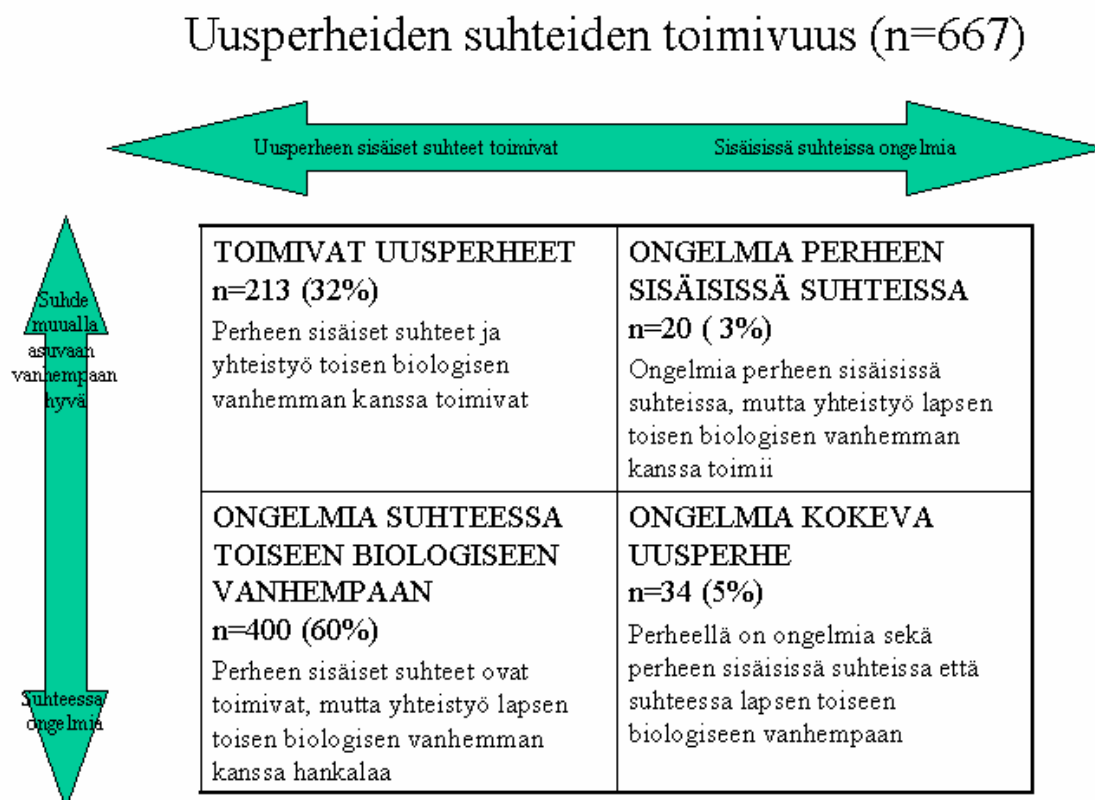 Uusperheiden suhteiden toimivuus (n=667)
Uusperheen sisäiset suhteet toimivat
Sisäisissä suhteissa ongelmia
Suhde
muualla
asuvaan
vanhempaan
hyvä
Suhteessa
ongelmia
TOIMIVAT UUSPERHEET
n=213 (32%)
Perheen sisäiset suhteet ja
yhteistyö toisen biologisen
vanhemman kanssa toimivat
ONGELMIA PERHEEN
SISÄISISSÄ SUHTEISSA
n=20 ( 3%)
Ongelmia perheen sisäisissä
suhteissa, mutta yhteistyö lapsen
toisen biologisen vanhemman
kanssa toimii
ONGELMIA SUHTEESSA
TOISEEN BIOLOGISEEN
VANHEMPAAN
n=400 (60%)
Perheen sisäiset suhteet ovat
toimivat, mutta yhteistyö lapsen
toisen biologisen vanhemman
kanssa hankalaa
ONGELMIA KOKEVA
UUSPERHE
n=34 (5%)
Perheellä on ongelmia sekä
perheen sisäisissä suhteissa että
suhteessa lapsen toiseen
biologiseen vanhempaan